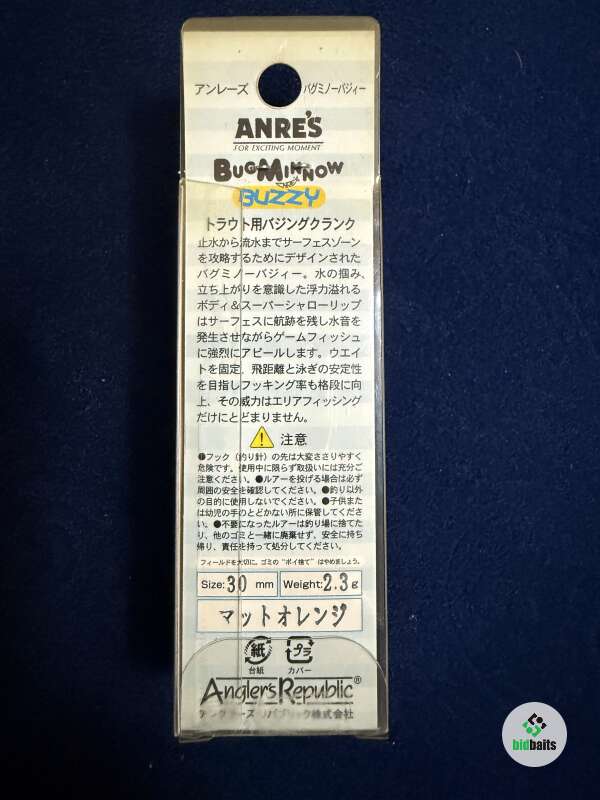 アンレーズ バグミノーバジィー
ANRE'S
FOR EXCITING MOMENT
BUGMINNOW
BUZZY
トラウト用バジングクランク
止水から流水までサーフェスゾーン
を攻略するためにデザインされた
バグミノーバジィー。水の掴み、
立ち上がりを意識した浮力溢れる
ボディ＆スーパーシャローリップ
はサーフェスに航跡を残し水音を
発生させながらゲームフィッシュ
に強烈にアピールします。ウエイ
トを固定、飛距離と泳ぎの安定性
を目指しフッキング率も格段に向
上、その威力はエリアフィッシング
だけにとどまりません。
注意
●フック（釣り針）の先は大変ささりやすく
危険です。使用中に限らず取扱いには充分ご
注意ください。●ルアーを投げる場合は必ず
周囲の安全を確認してください。●釣り以外
の目的に使用しないでください。●子供また
は幼児の手のとどかない所に保管してくださ
い。●不要になったルアーは釣り場に捨てた
り、他のゴミと一緒に廃棄せず、安全に持ち
帰り、責任を持って処分してください。
フィールドを大切に。ゴミの"ポイ捨て"はやめましょう。
Size:30 mm Weight:2.3g
マットオレンジ
紙 プラ
台紙 カバー
Angler's Republic®
アングラーズリパブリック株式会社
bidbaits